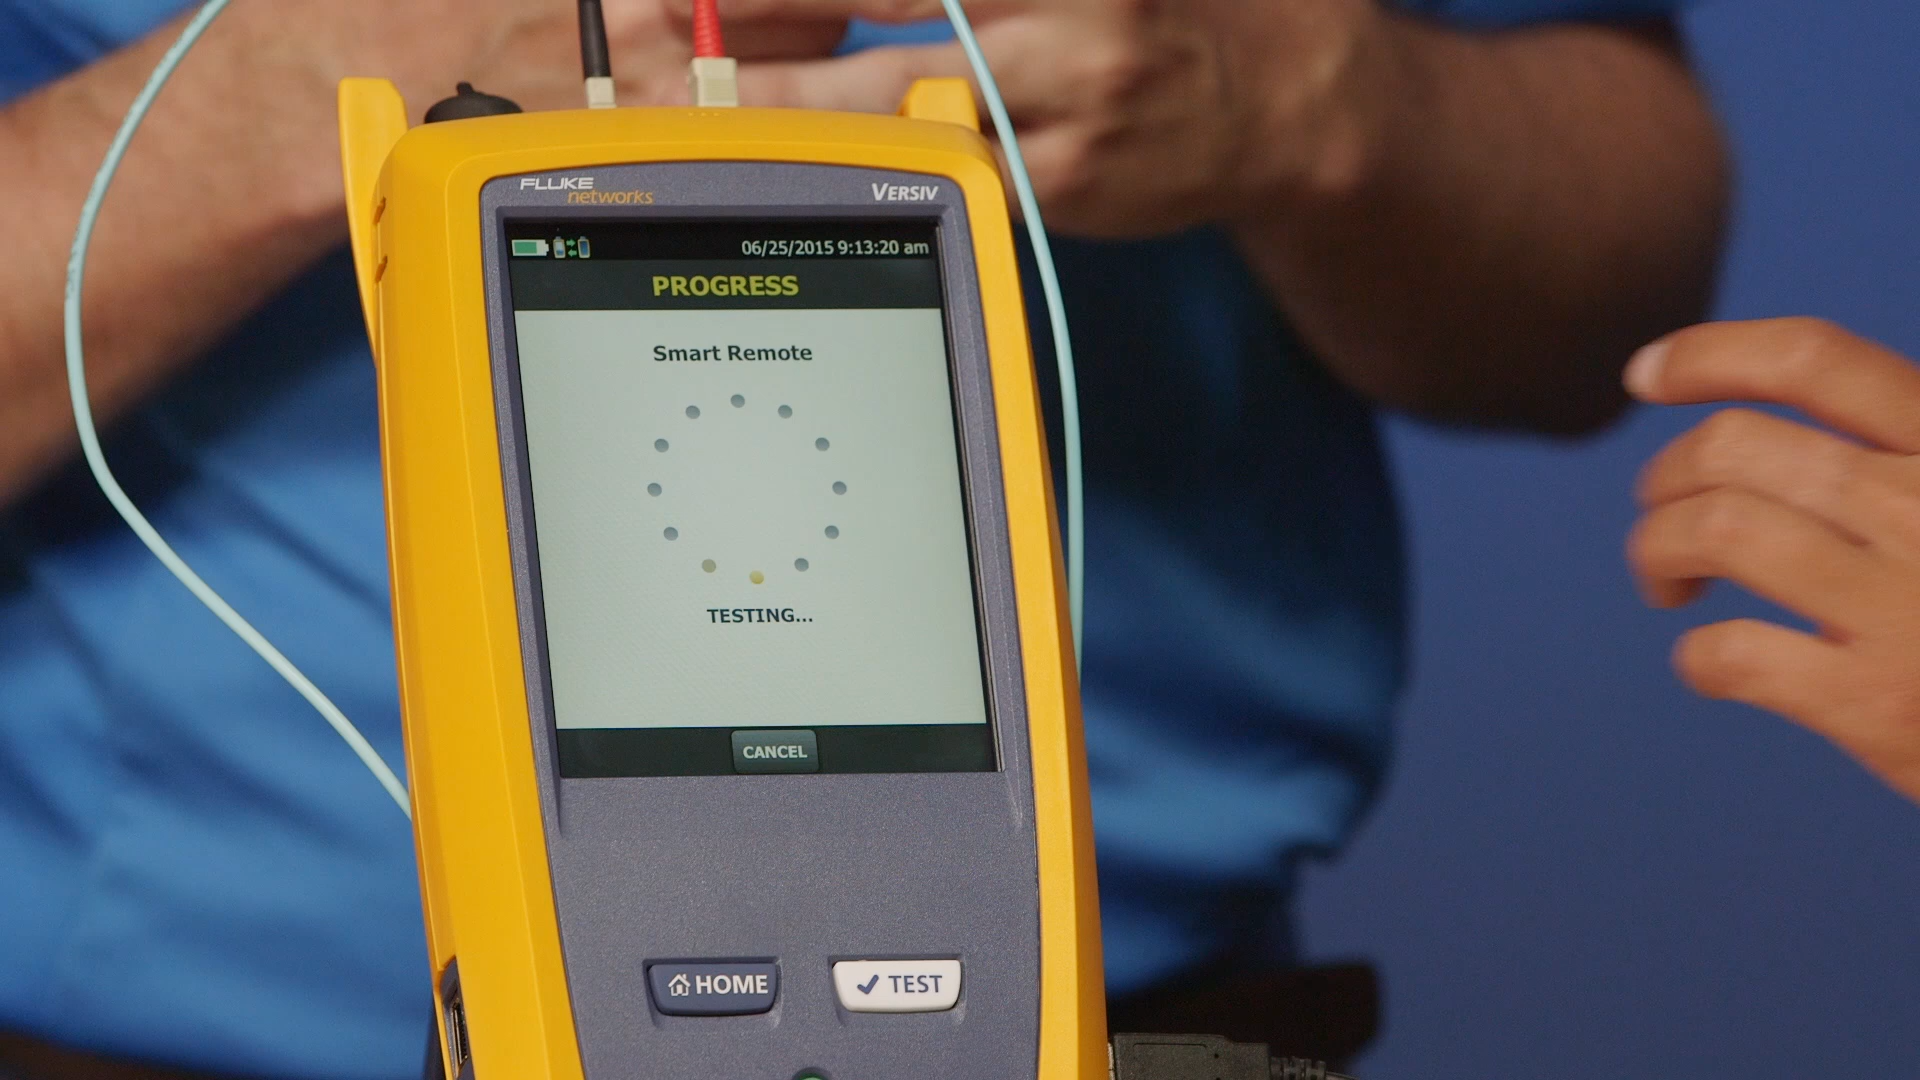 FLUKE
networks
VERSIV
06/25/2015 9:13:20 am
PROGRESS
Smart Remote
TESTING...
CANCEL
HOME
TEST